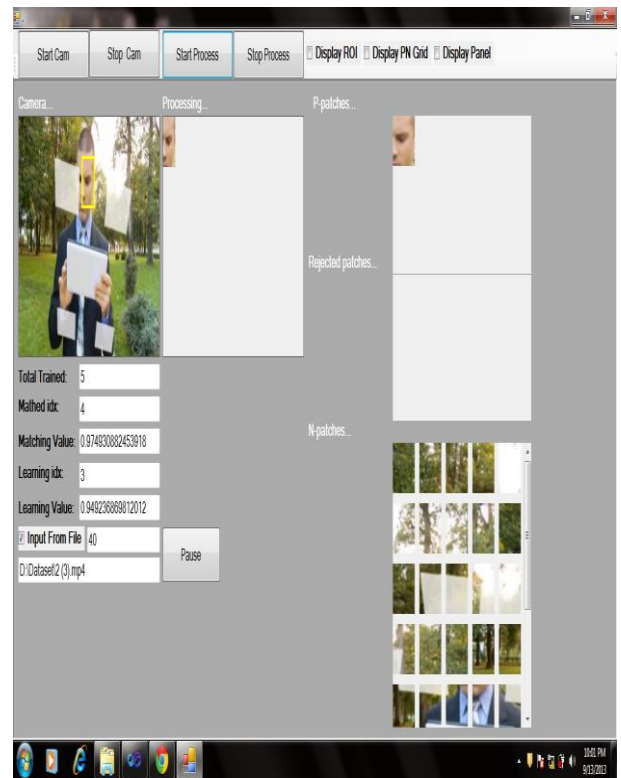 Start Cam Stop Cam Start Process Stop Process Display ROI Display PN Grid Display Panel
Camera... Processing... P-patches...
Rejected patches...
Total Trained: 5
Mathed idx: 4
Matching Value: 0.974930882453918
N-patches...
Learning idx: 3
Learning Value: 0.949236869812012
Input From File 40
Pause
D:\Dataset\2 (3).mp4
10:01 PM
9/13/2013